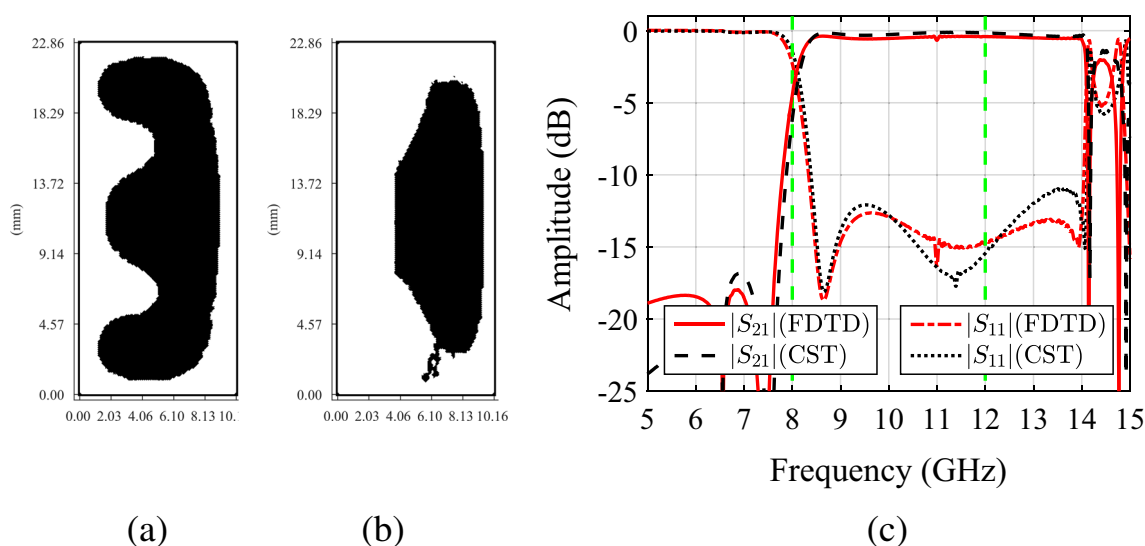 22.86
18.29
13.72
9.14
4.57
0.00
(mm)
0.00 2.03 4.06 6.10 8.13 10.
(a)
22.86
18.29
13.72
9.14
4.57
0.00
(mm)
0.00 2.03 4.06 6.10 8.13 10.16
(b)
0
-5
-10
-15
-20
-25
Amplitude (dB)
|S21|(FDTD)
|S21|(CST)
|S11|(FDTD)
|S11|(CST)
5 6 7 8 9 10 11 12 13 14 15
Frequency (GHz)
(c)